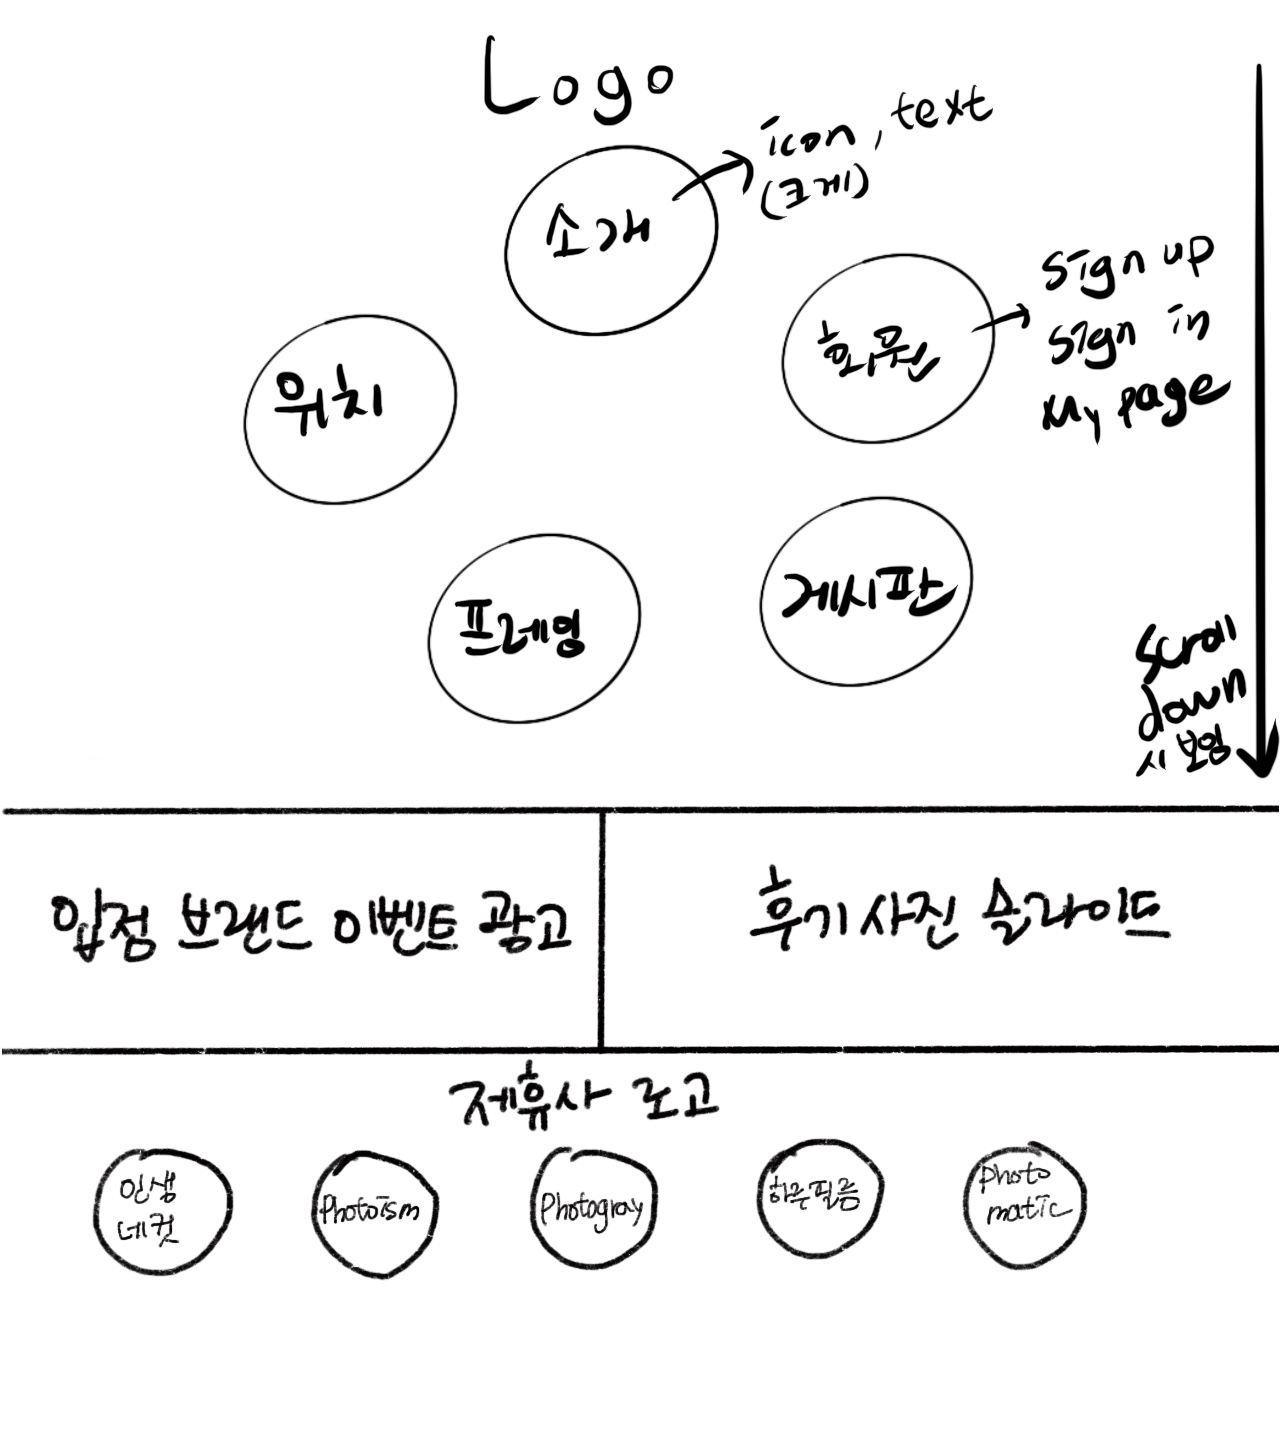 Logo
icon, text
(크게)
소개
sign up
sign in
My page
회원
위치
게시판
프레임
scroll
down
시 보임
입점 브랜드 이벤트 광고
후기사진 슬라이드
제휴사 로고
인생
네컷
Photoism
Photogray
하루필름
photo
matic